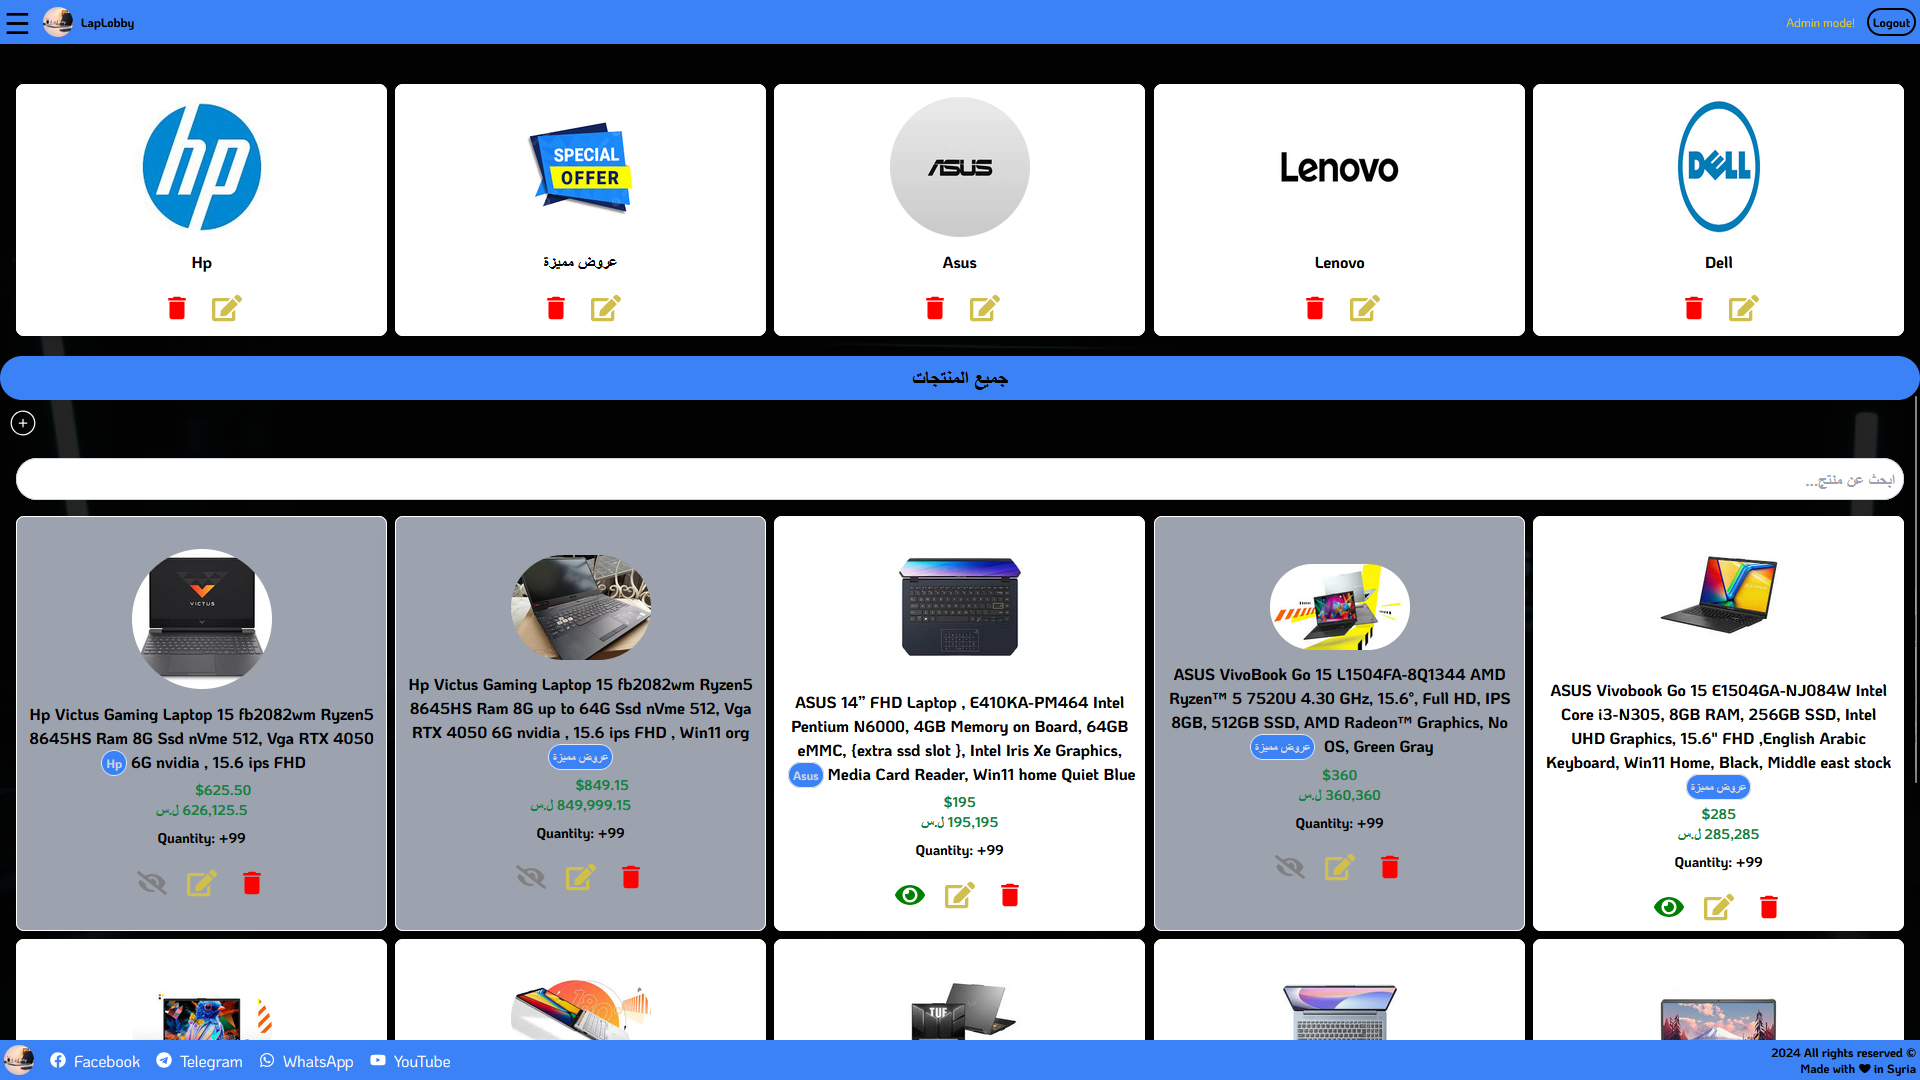 LapLobby
Admin mode!
Logout
hp
SPECIAL
OFFER
ASUS
Lenovo
DELL
Hp
عروض مميزة
Asus
Lenovo
Dell
جميع المنتجات
ابحث عن منتج...
VICTUS
Hp Victus Gaming Laptop 15 fb2082wm Ryzen5
8645HS Ram 8G Ssd nVme 512, Vga RTX 4050
6G nvidia , 15.6 ips FHD
Hp
$625.50
626,125.5 ل.س
Quantity: +99
Hp Victus Gaming Laptop 15 fb2082wm Ryzen5
8645HS Ram 8G up to 64G Ssd nVme 512, Vga
RTX 4050 6G nvidia , 15.6 ips FHD , Win11 org
عروض مميزة
$849.15
849,999.15 ل.س
Quantity: +99
ASUS 14” FHD Laptop , E410KA-PM464 Intel
Pentium N6000, 4GB Memory on Board, 64GB
eMMC, {extra ssd slot }, Intel Iris Xe Graphics,
Media Card Reader, Win11 home Quiet Blue
Asus
$195
195,195 ل.س
Quantity: +99
ASUS VivoBook Go 15 L1504FA-8Q1344 AMD
Ryzen™ 5 7520U 4.30 GHz, 15.6°, Full HD, IPS
8GB, 512GB SSD, AMD Radeon™ Graphics, No
OS, Green Gray
عروض مميزة
$360
360,360 ل.س
Quantity: +99
ASUS Vivobook Go 15 E1504GA-NJ084W Intel
Core i3-N305, 8GB RAM, 256GB SSD, Intel
UHD Graphics, 15.6" FHD ,English Arabic
Keyboard, Win11 Home, Black, Middle east stock
عروض مميزة
$285
285,285 ل.س
Quantity: +99
180°
TUF
Facebook
Telegram
WhatsApp
YouTube
2024 All rights reserved ©
Made with ❤ in Syria